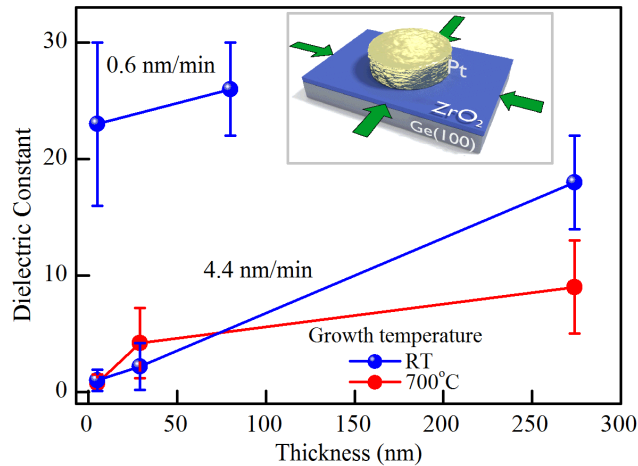 30
20
10
0
Dielectric Constant
0.6 nm/min
Pt
ZrO₂
Ge(100)
4.4 nm/min
Growth temperature
RT
700°C
0 50 100 150 200 250 300
Thickness (nm)